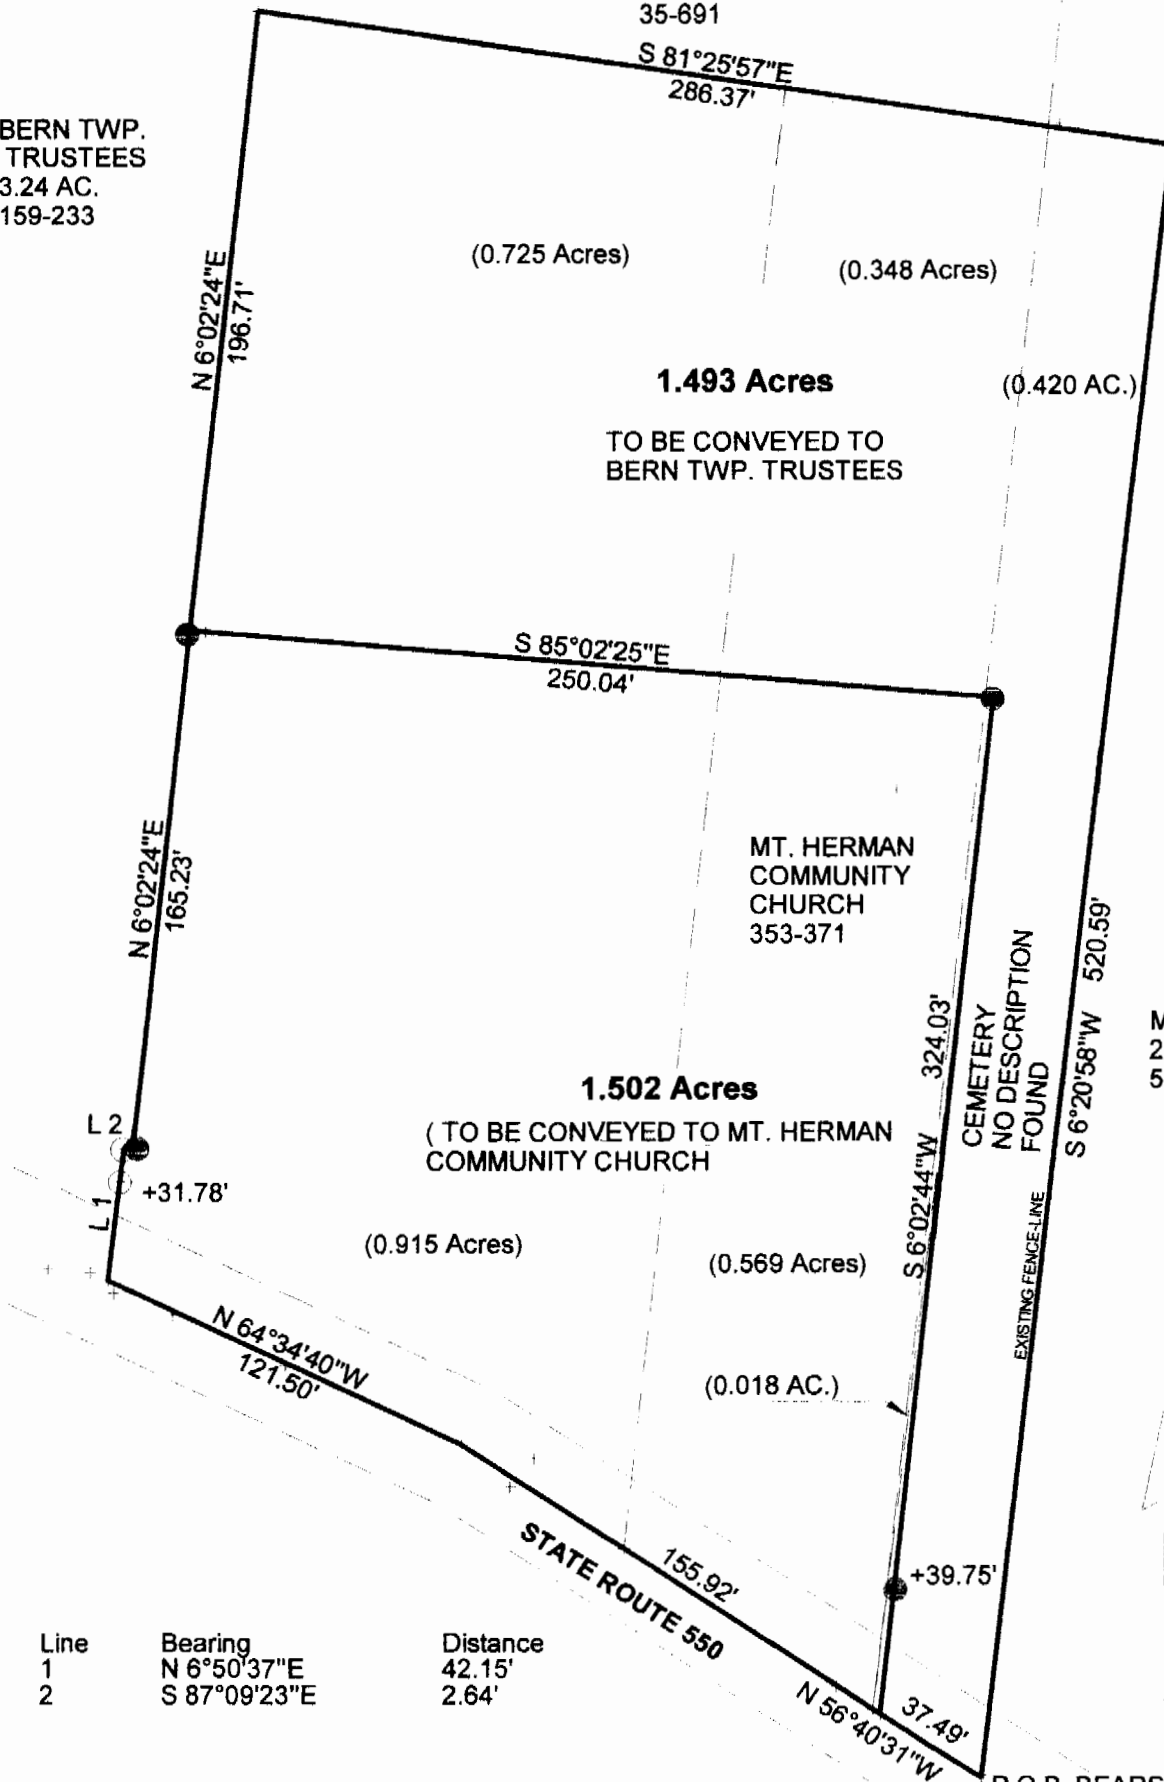 35-691
S 81°25'57"E
286.37'
BERN TWP.
TRUSTEES
3.24 AC.
159-233
N 6°02'24"E
196.71'
(0.725 Acres)
(0.348 Acres)
1.493 Acres
(0.420 AC.)
TO BE CONVEYED TO
BERN TWP. TRUSTEES
S 85°02'25"E
250.04'
N 6°02'24"E
165.23'
MT. HERMAN
COMMUNITY
CHURCH
353-371
S 6°02'44"W 324.03'
CEMETERY
NO DESCRIPTION
FOUND
S 6°20'58"W 520.59'
M
2
5
1.502 Acres
( TO BE CONVEYED TO MT. HERMAN
COMMUNITY CHURCH
L 2
+31.78'
L 1
(0.915 Acres)
(0.569 Acres)
EXISTING FENCE-LINE
N 64°34'40"W
121.50'
(0.018 AC.)
STATE ROUTE 550
155.92'
+39.75'
N 56°40'31"W
37.49'
Line Bearing Distance
1 N 6°50'37"E 42.15'
2 S 87°09'23"E 2.64'